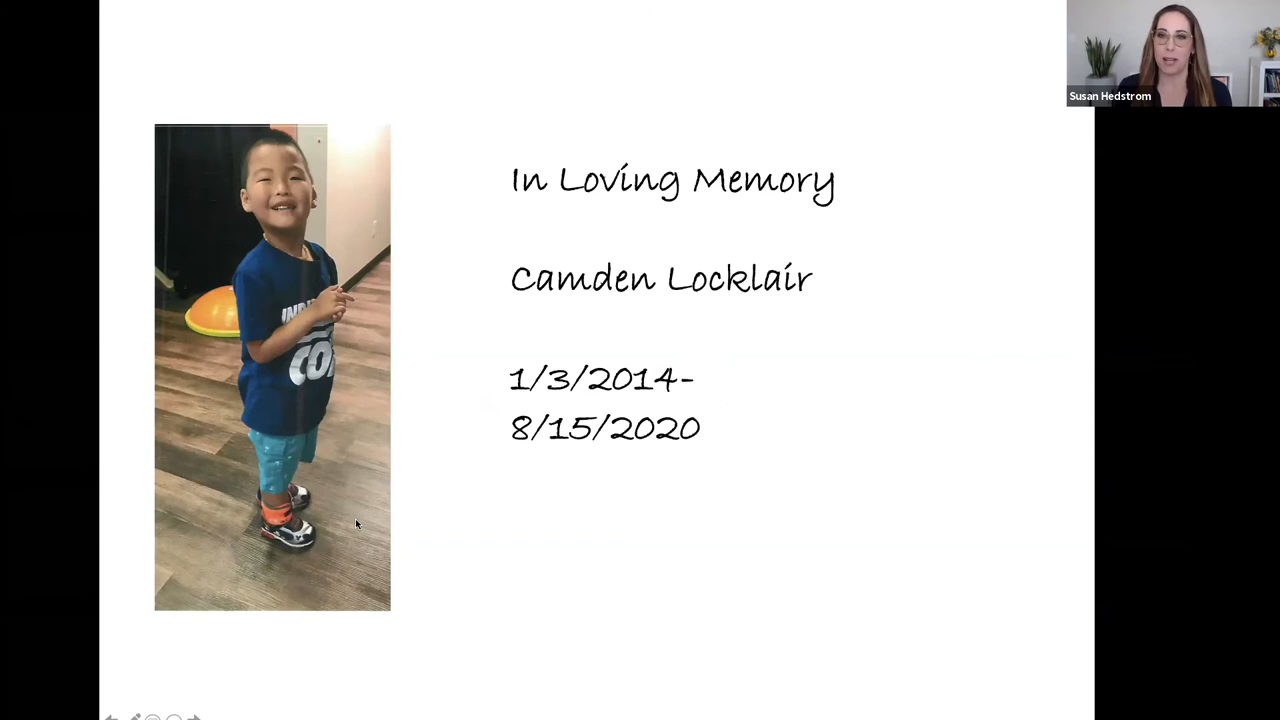 Susan Hedstrom
In Loving Memory
Camden Locklair
1/3/2014-
8/15/2020